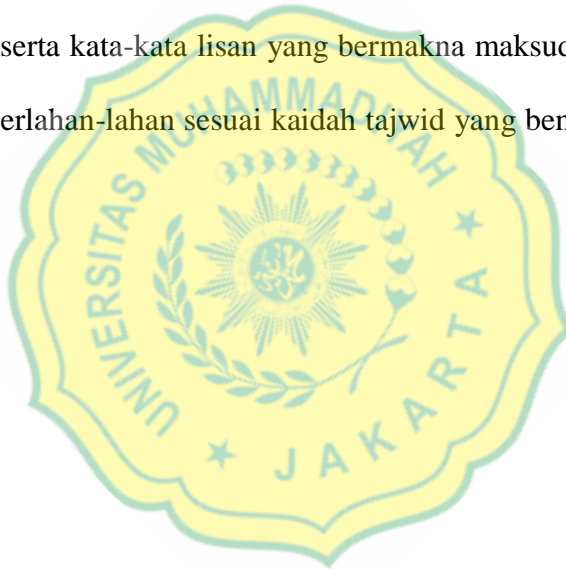 serta kata-kata lisan yang bermakna maksud
erlahan-lahan sesuai kaidah tajwid yang ben
UNIVERSITAS MUHAMMADIYAH
JAKARTA